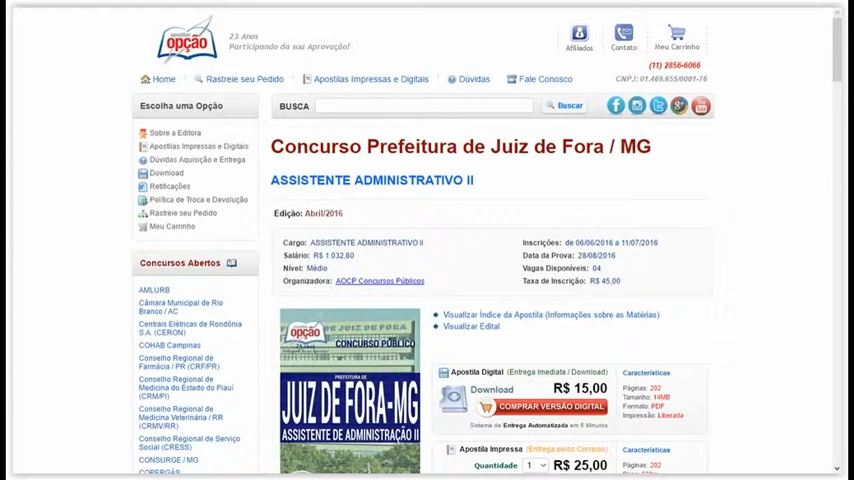 apostilas
opção
23 Anos
Participando da sua Aprovação!
Afiliados
Contato
Meu Carrinho
(11) 2856-6066
CNPJ: 01.469.655/0001-76
Home
Rastreie seu Pedido
Apostilas Impressas e Digitais
Dúvidas
Fale Conosco
Escolha uma Opção
BUSCA
Buscar
Sobre a Editora
Apostilas Impressas e Digitais
Dúvidas Aquisição e Entrega
Download
Retificações
Política de Troca e Devolução
Rastreie seu Pedido
Meu Carrinho
Concursos Abertos
AMLURB
Câmara Municipal de Rio
Branco / AC
Centrais Elétricas de Rondônia
S.A. (CERON)
COHAB Campinas
Conselho Regional de
Farmácia / PR (CRF/PR)
Conselho Regional de
Medicina do Estado do Piauí
(CRM/PI)
Conselho Regional de
Medicina Veterinária / RR
(CRMV/RR)
Conselho Regional de Serviço
Social (CRESS)
CONSURGE / MG
COPERGÁS
Concurso Prefeitura de Juiz de Fora / MG
ASSISTENTE ADMINISTRATIVO II
Edição: Abril/2016
Cargo: ASSISTENTE ADMINISTRATIVO II
Salário: R$ 1.032,80
Nível: Médio
Organizadora: AOCP Concursos Públicos
Inscrições: de 06/06/2016 a 11/07/2016
Data da Prova: 28/08/2016
Vagas Disponíveis: 04
Taxa de Inscrição: R$ 45,00
JUIZ DE FORA
opção
CONCURSO PÚBLICO
PREFEITURA DE
JUIZ DE FORA-MG
ASSISTENTE DE ADMINISTRAÇÃO II
Visualizar Índice da Apostila (Informações sobre as Matérias)
Visualizar Edital
Apostila Digital (Entrega Imediata / Download)
Download
R$ 15,00
COMPRAR VERSÃO DIGITAL
Sistema de Entrega Automatizada em 5 Minutos
Características
Páginas: 202
Tamanho: 14MB
Formato: PDF
Impressão: Liberada
Apostila Impressa (Entrega pelos Correios)
Quantidade 1 R$ 25,00
Características
Páginas: 202